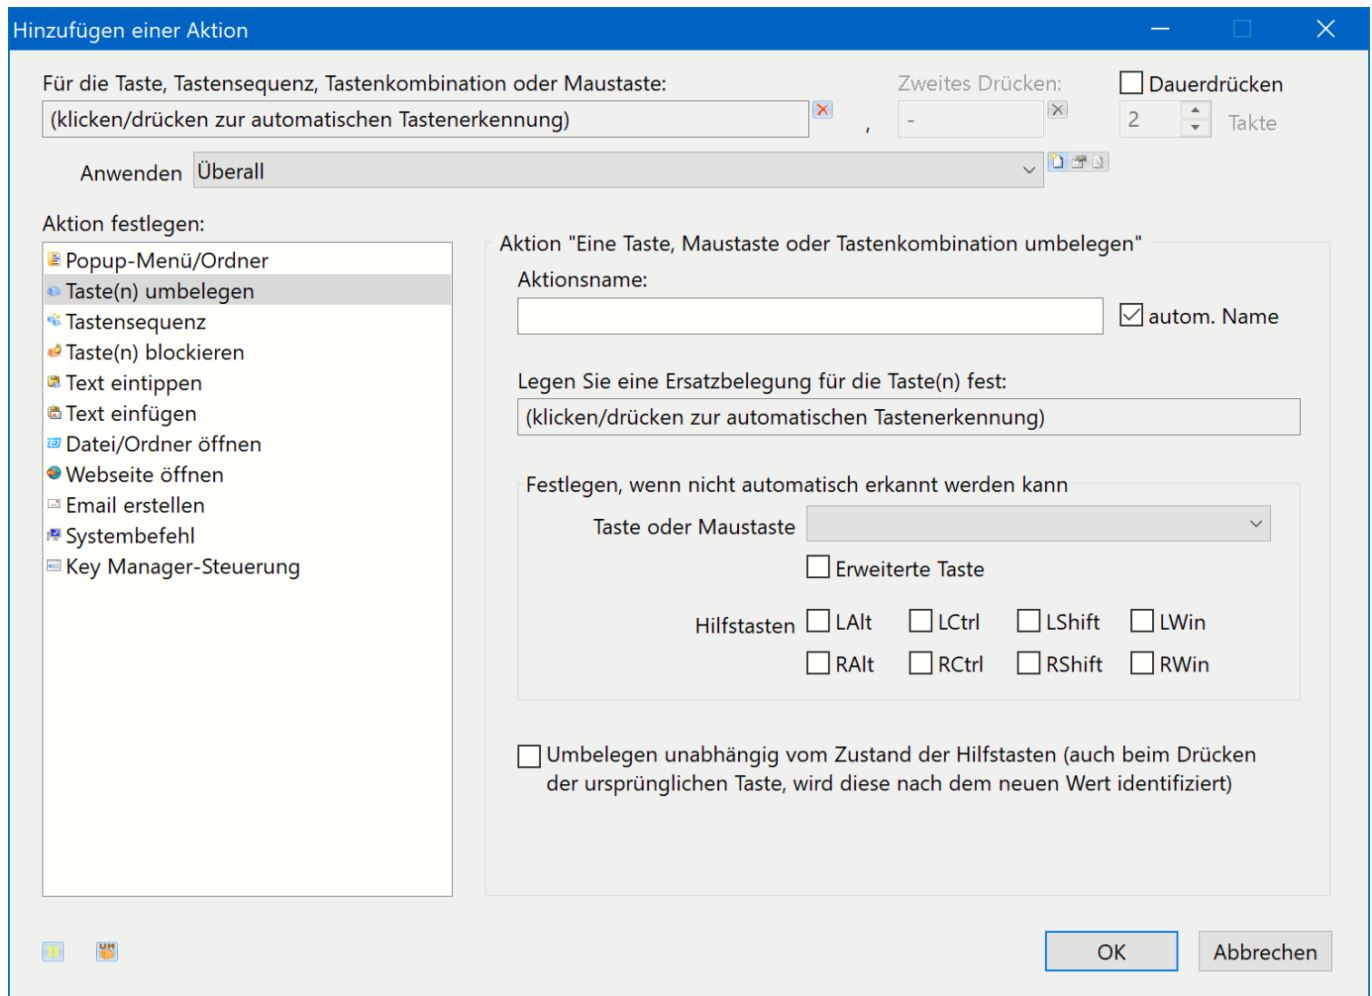 Hinzufügen einer Aktion
Für die Taste, Tastensequenz, Tastenkombination oder Maustaste:
Zweites Drücken:
Dauerdrücken
(klicken/drücken zur automatischen Tastenerkennung)
,
-
2
Takte
Anwenden
Überall
Aktion festlegen:
Popup-Menü/Ordner
Taste(n) umbelegen
Tastensequenz
Taste(n) blockieren
Text eintippen
Text einfügen
Datei/Ordner öffnen
Webseite öffnen
Email erstellen
Systembefehl
Key Manager-Steuerung
Aktion "Eine Taste, Maustaste oder Tastenkombination umbelegen"
Aktionsname:
autom. Name
Legen Sie eine Ersatzbelegung für die Taste(n) fest:
(klicken/drücken zur automatischen Tastenerkennung)
Festlegen, wenn nicht automatisch erkannt werden kann
Taste oder Maustaste
Erweiterte Taste
Hilfstasten
LAlt
LCtrl
LShift
LWin
RAlt
RCtrl
RShift
RWin
Umbelegen unabhängig vom Zustand der Hilfstasten (auch beim Drücken
der ursprünglichen Taste, wird diese nach dem neuen Wert identifiziert)
OK
Abbrechen